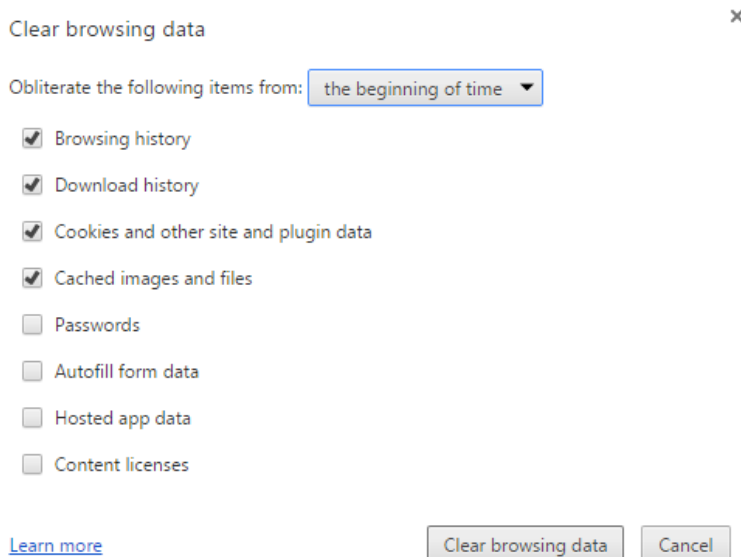 Clear browsing data
Obliterate the following items from: the beginning of time
Browsing history
Download history
Cookies and other site and plugin data
Cached images and files
Passwords
Autofill form data
Hosted app data
Content licenses
Learn more Clear browsing data Cancel